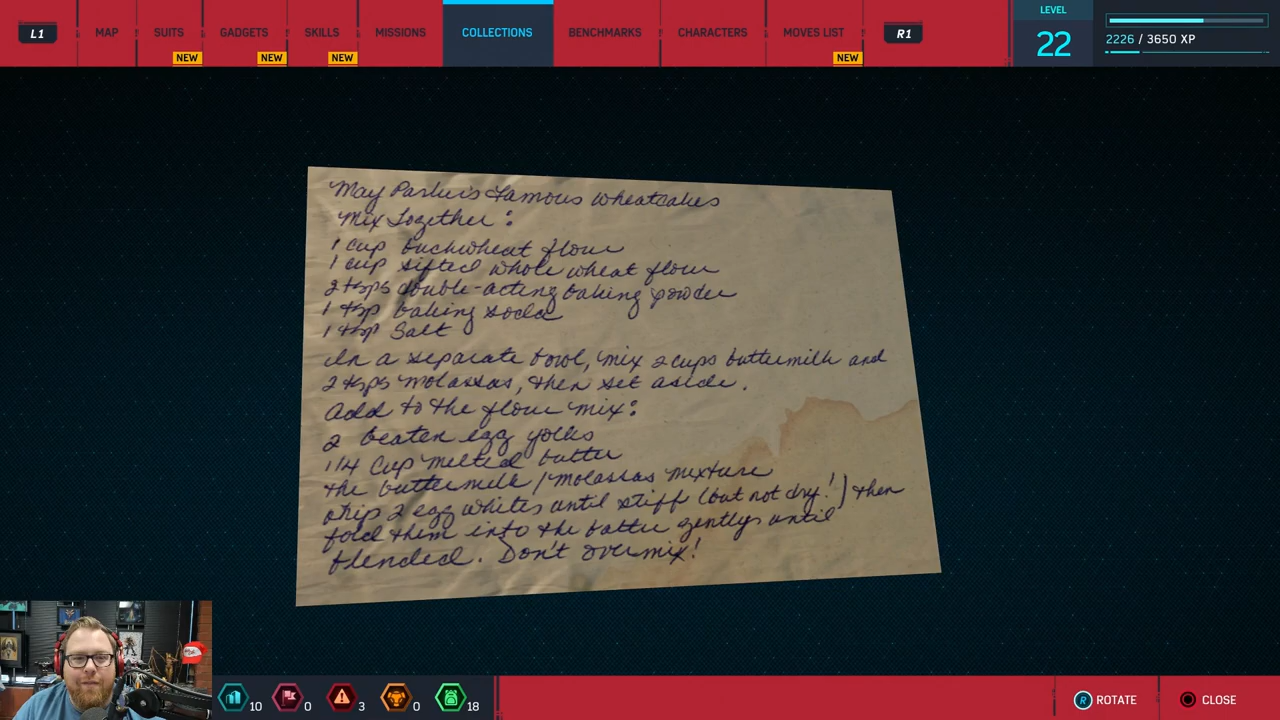 L1
MAP
SUITS
NEW
GADGETS
NEW
SKILLS
NEW
MISSIONS
COLLECTIONS
BENCHMARKS
CHARACTERS
MOVES LIST
NEW
R1
LEVEL
22
2226 / 3650 XP
May Parker's Famous Wheatcakes
Mix Together:
1 cup buckwheat flour
1 cup sifted whole wheat flour
2 tsps double-acting baking powder
1 tsp baking soda
1 tsp Salt
In a separate bowl, mix 2 cups buttermilk and
2 tsps molassas, then set aside.
Add to the flour mix:
2 beaten egg yolks
1/4 Cup melted butter
the buttermilk/molassas mixture
whip 2 egg whites until stiff (but not dry!) then
fold them into the batter gently until
blended. Don't overmix!
10
0
3
0
18
R ROTATE
CLOSE